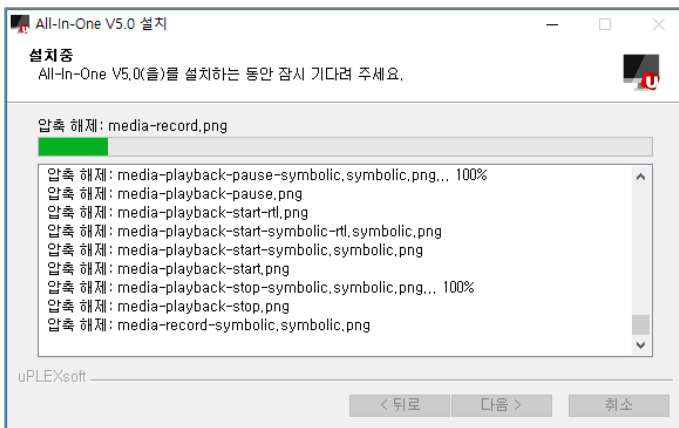 All-In-One V5.0 설치
설치중
All-In-One V5.0(을)를 설치하는 동안 잠시 기다려 주세요.
압축 해제: media-record.png
압축 해제: media-playback-pause-symbolic.symbolic.png... 100%
압축 해제: media-playback-pause.png
압축 해제: media-playback-start-rtl.png
압축 해제: media-playback-start-symbolic-rtl.symbolic.png
압축 해제: media-playback-start-symbolic.symbolic.png
압축 해제: media-playback-start.png
압축 해제: media-playback-stop-symbolic.symbolic.png... 100%
압축 해제: media-playback-stop.png
압축 해제: media-record-symbolic.symbolic.png
uPLEXsoft
< 뒤로 다음 > 취소